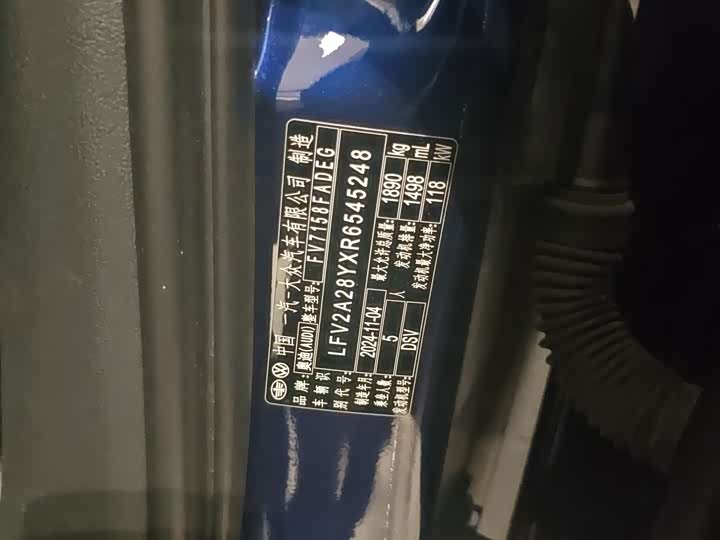 中国 一汽-大众汽车有限公司 制造
品牌: 奥迪(AUDI) 整车型号: FV7158FADEG
车辆识别代号: LFV2A28YXR6545248
制造年月: 2024-11-04 最大允许总质量: 1890 kg
乘坐人数: 5 人 发动机排量: 1498 mL
发动机型号: DSV 发动机最大净功率: 118 kW